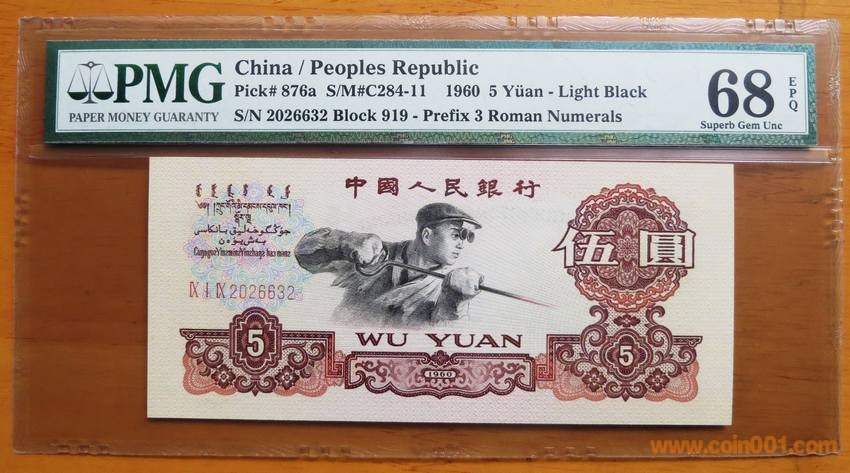 PMG
PAPER MONEY GUARANTY
China / Peoples Republic
Pick# 876a S/M#C284-11 1960 5 Yüan - Light Black
S/N 2026632 Block 919 - Prefix 3 Roman Numerals
68
EPQ
Superb Gem Unc
中國人民銀行
伍圓
IX I IX 2026632
5
WU YUAN
5
1960
www.coin001.com